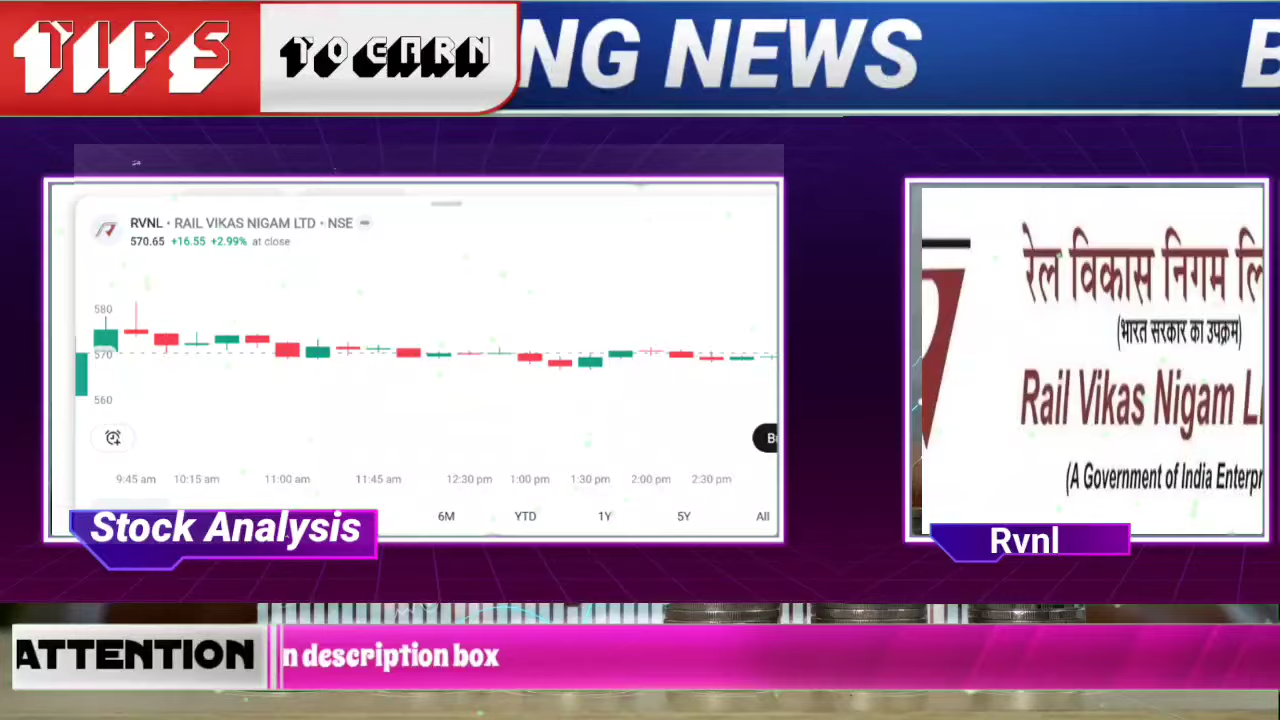 TIPS
TO EARN
NG NEWS
B
RVNL • RAIL VIKAS NIGAM LTD • NSE
570.65 +16.55 +2.99% at close
580
570
560
9:45 am 10:15 am 11:00 am 11:45 am 12:30 pm 1:00 pm 1:30 pm 2:00 pm 2:30 pm
6M YTD 1Y 5Y All
Stock Analysis
रेल विकास निगम लि
(भारत सरकार का उपक्रम)
Rail Vikas Nigam L
(A Government of India Enterpr
Rvnl
ATTENTION
n description box